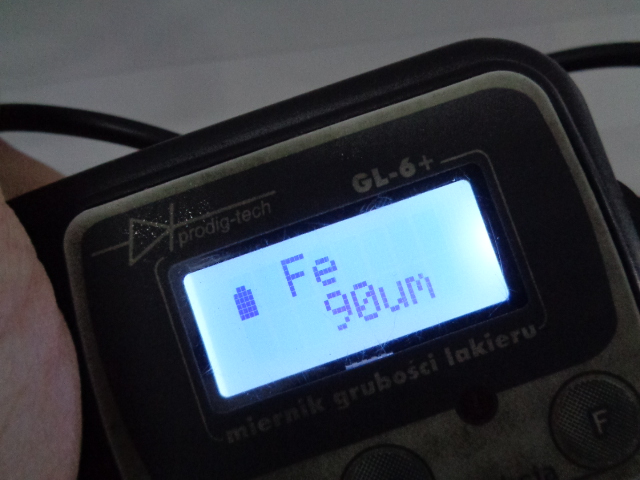 GL-6+
prodig-tech
Fe
90um
miernik grubości lakieru
F